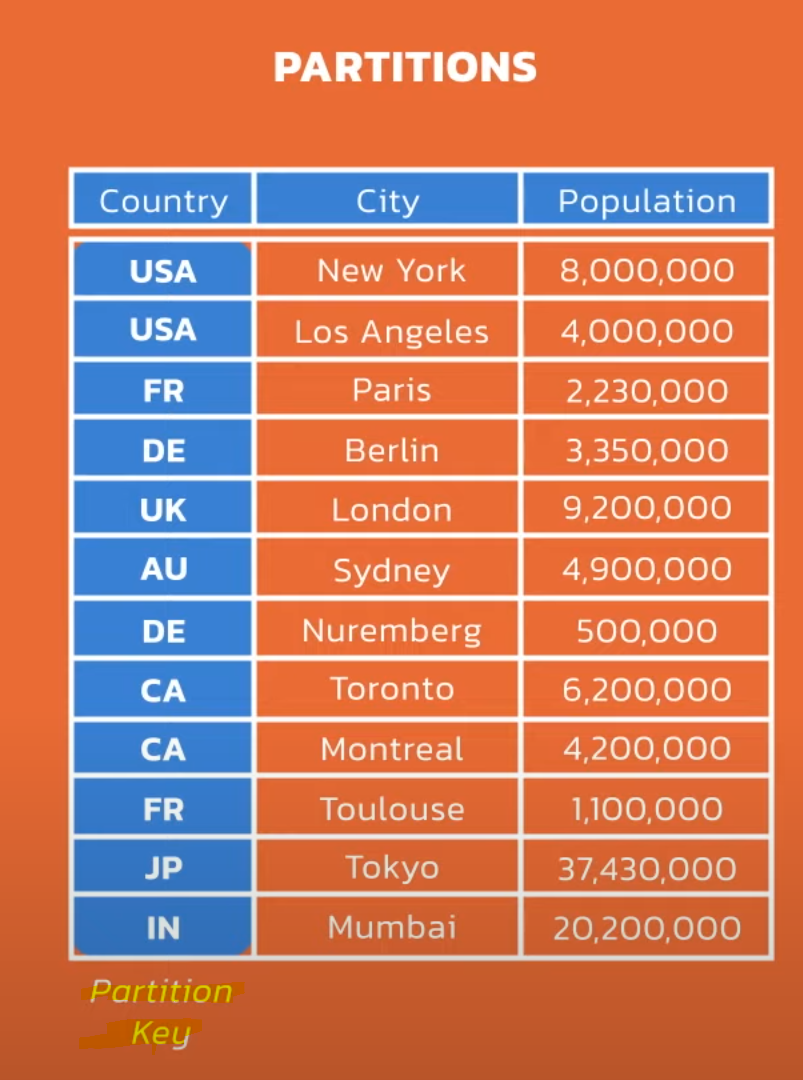 PARTITIONS
Country City Population
USA New York 8,000,000
USA Los Angeles 4,000,000
FR Paris 2,230,000
DE Berlin 3,350,000
UK London 9,200,000
AU Sydney 4,900,000
DE Nuremberg 500,000
CA Toronto 6,200,000
CA Montreal 4,200,000
FR Toulouse 1,100,000
JP Tokyo 37,430,000
IN Mumbai 20,200,000
Partition
Key